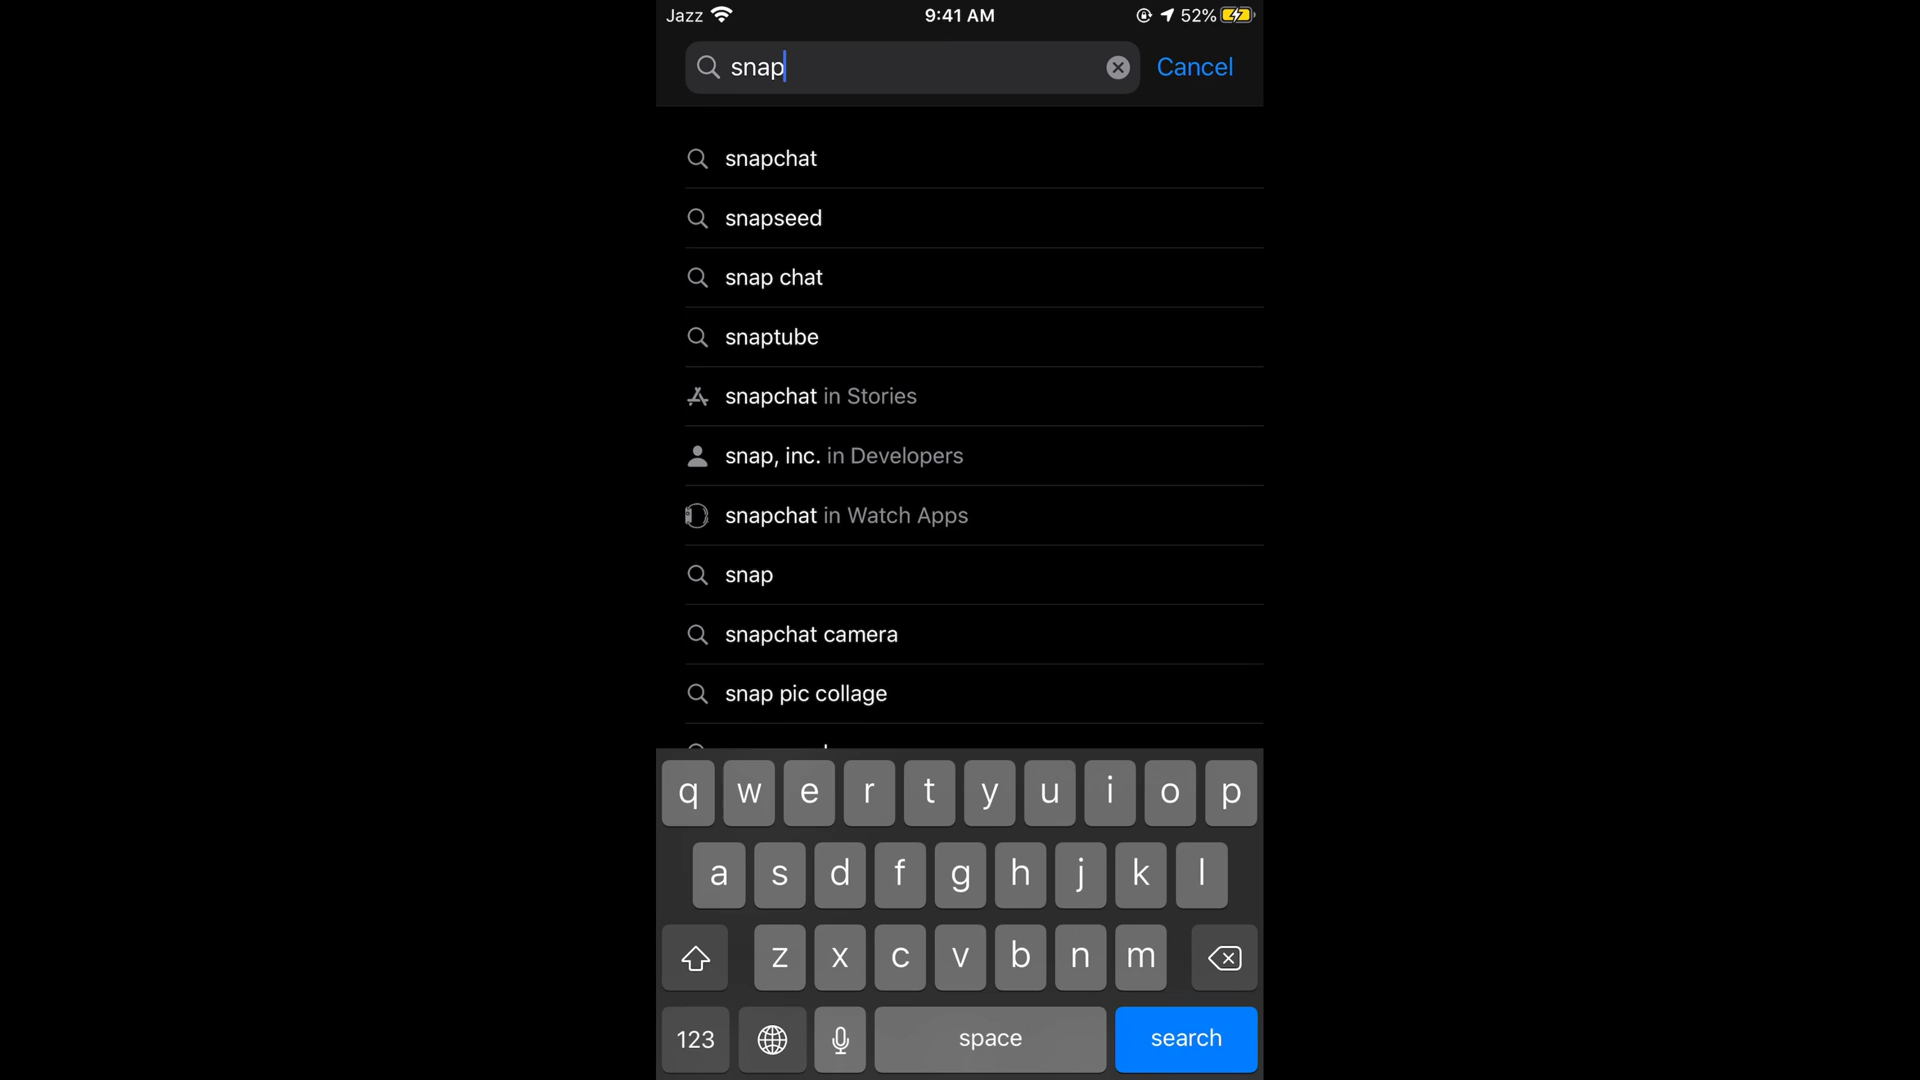 Jazz 9:41 AM 52%
snap Cancel
snapchat
snapseed
snap chat
snaptube
snapchat in Stories
snap, inc. in Developers
snapchat in Watch Apps
snap
snapchat camera
snap pic collage
q w e r t y u i o p
a s d f g h j k l
z x c v b n m
123 space search